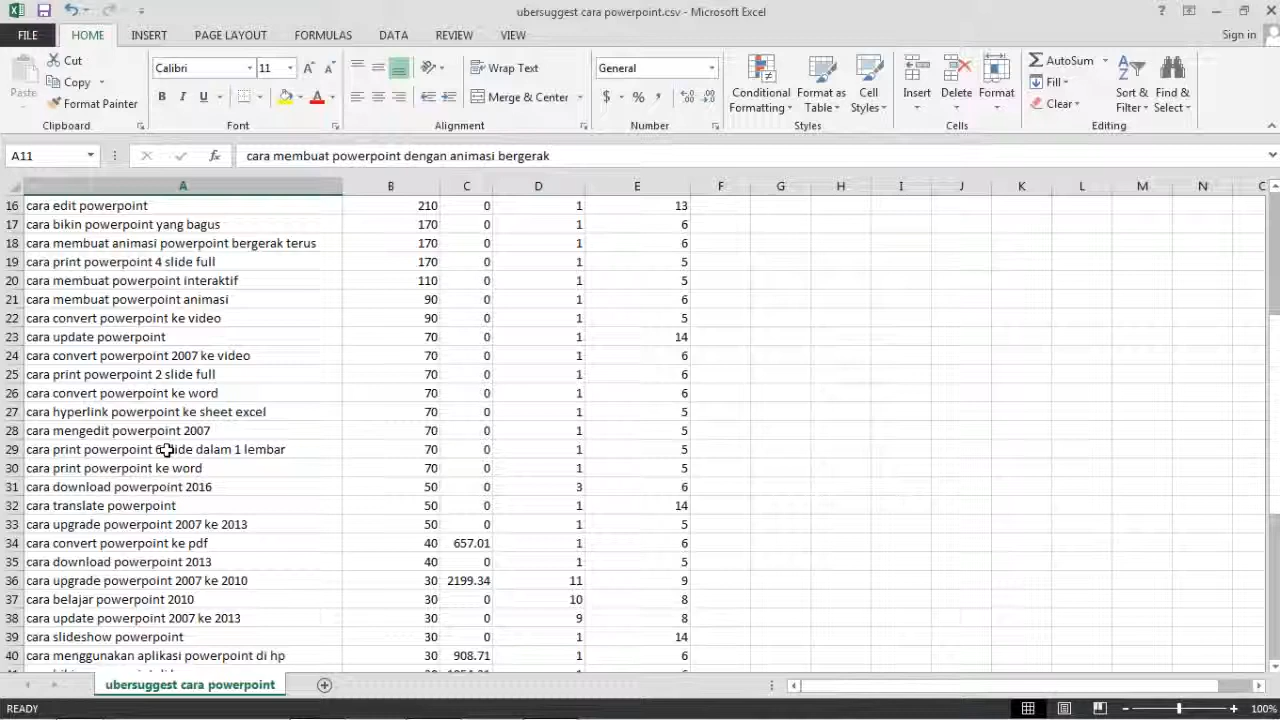 ubersuggest cara powerpoint.csv - Microsoft Excel
FILE HOME INSERT PAGE LAYOUT FORMULAS DATA REVIEW VIEW Sign in
Paste
Cut
Copy
Format Painter
Clipboard
Calibri 11
B I U
Font
Wrap Text
Merge & Center
Alignment
General
$ % ,
Number
Conditional Formatting
Format as Table
Cell Styles
Styles
Insert
Delete
Format
Cells
AutoSum
Fill
Clear
Sort & Filter
Find & Select
Editing
A11 fx cara membuat powerpoint dengan animasi bergerak
A B C D E F G H I J K L M N
16 cara edit powerpoint 210 0 1 13
17 cara bikin powerpoint yang bagus 170 0 1 6
18 cara membuat animasi powerpoint bergerak terus 170 0 1 6
19 cara print powerpoint 4 slide full 170 0 1 5
20 cara membuat powerpoint interaktif 110 0 1 5
21 cara membuat powerpoint animasi 90 0 1 6
22 cara convert powerpoint ke video 90 0 1 5
23 cara update powerpoint 70 0 1 14
24 cara convert powerpoint 2007 ke video 70 0 1 6
25 cara print powerpoint 2 slide full 70 0 1 6
26 cara convert powerpoint ke word 70 0 1 6
27 cara hyperlink powerpoint ke sheet excel 70 0 1 5
28 cara mengedit powerpoint 2007 70 0 1 5
29 cara print powerpoint 6 slide dalam 1 lembar 70 0 1 5
30 cara print powerpoint ke word 70 0 1 5
31 cara download powerpoint 2016 50 0 3 6
32 cara translate powerpoint 50 0 1 14
33 cara upgrade powerpoint 2007 ke 2013 50 0 1 5
34 cara convert powerpoint ke pdf 40 657.01 1 6
35 cara download powerpoint 2013 40 0 1 5
36 cara upgrade powerpoint 2007 ke 2010 30 2199.34 11 9
37 cara belajar powerpoint 2010 30 0 10 8
38 cara update powerpoint 2007 ke 2013 30 0 9 8
39 cara slideshow powerpoint 30 0 1 14
40 cara menggunakan aplikasi powerpoint di hp 30 908.71 1 6
ubersuggest cara powerpoint
READY 100%